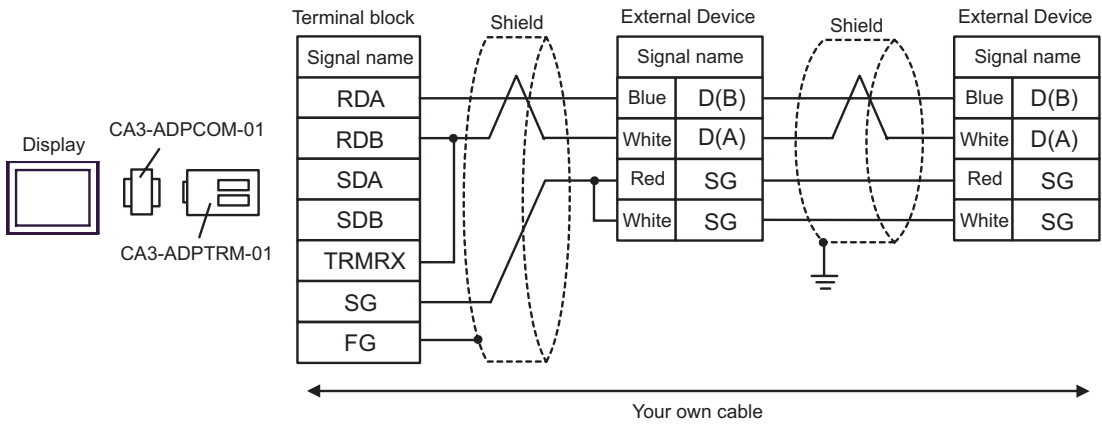 Display
CA3-ADPCOM-01
CA3-ADPTRM-01
Terminal block
Signal name
RDA
RDB
SDA
SDB
TRMRX
SG
FG
Shield
External Device
Signal name
Blue D(B)
White D(A)
Red SG
White SG
Shield
External Device
Signal name
Blue D(B)
White D(A)
Red SG
White SG
Your own cable